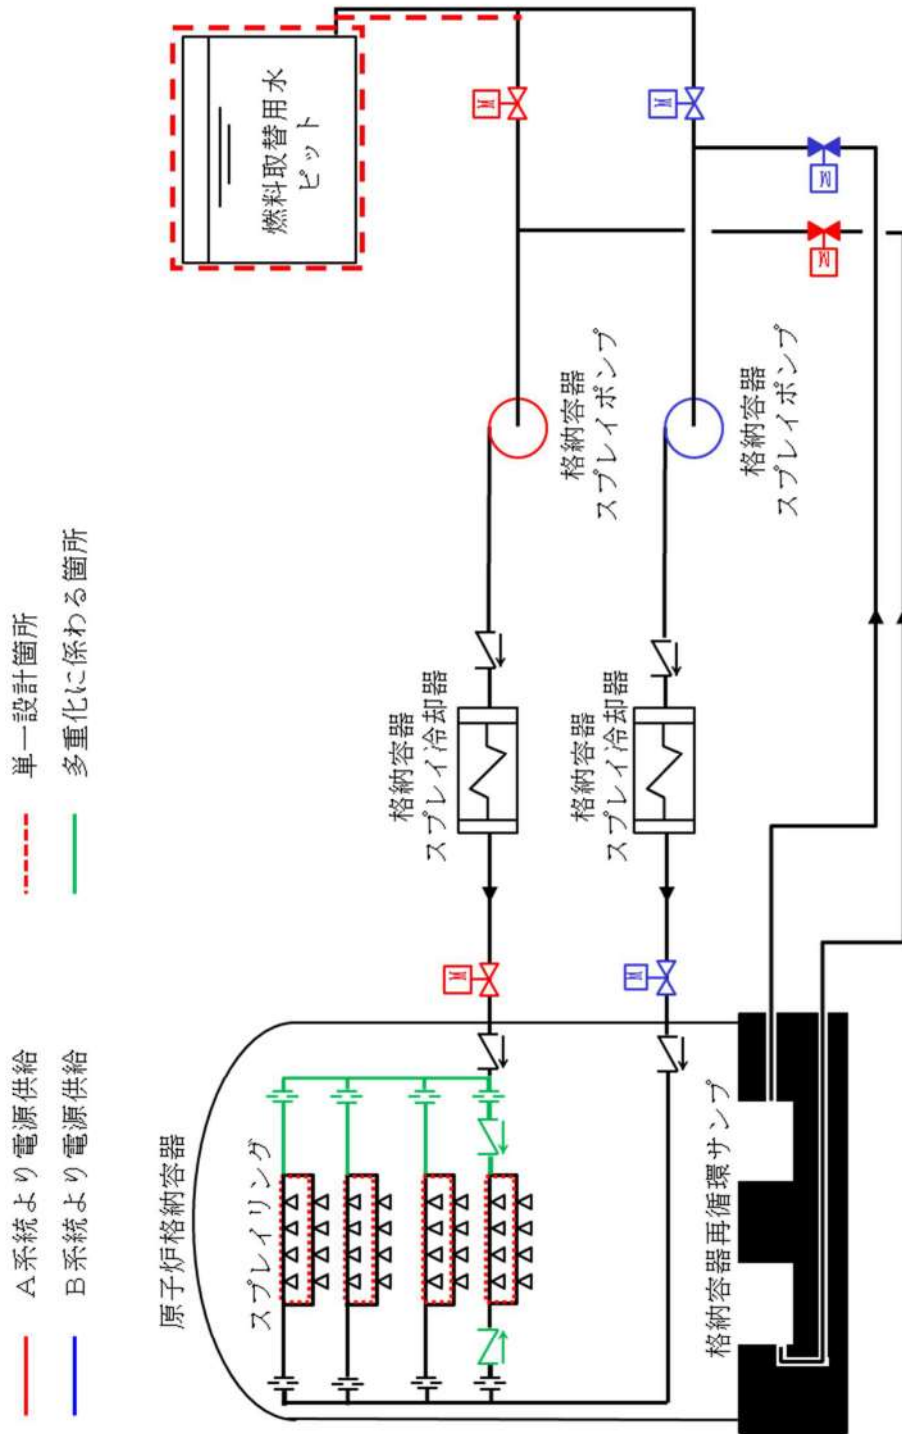 A系統より電源供給
B系統より電源供給
単一設計箇所
多重化に係わる箇所
原子炉格納容器
スプレイリング
格納容器
スプレイ冷却器
格納容器
スプレイポンプ
燃料取替用水
ピット
格納容器
スプレイ冷却器
格納容器
スプレイポンプ
格納容器再循環サンプ
M
M
M
M
M
M